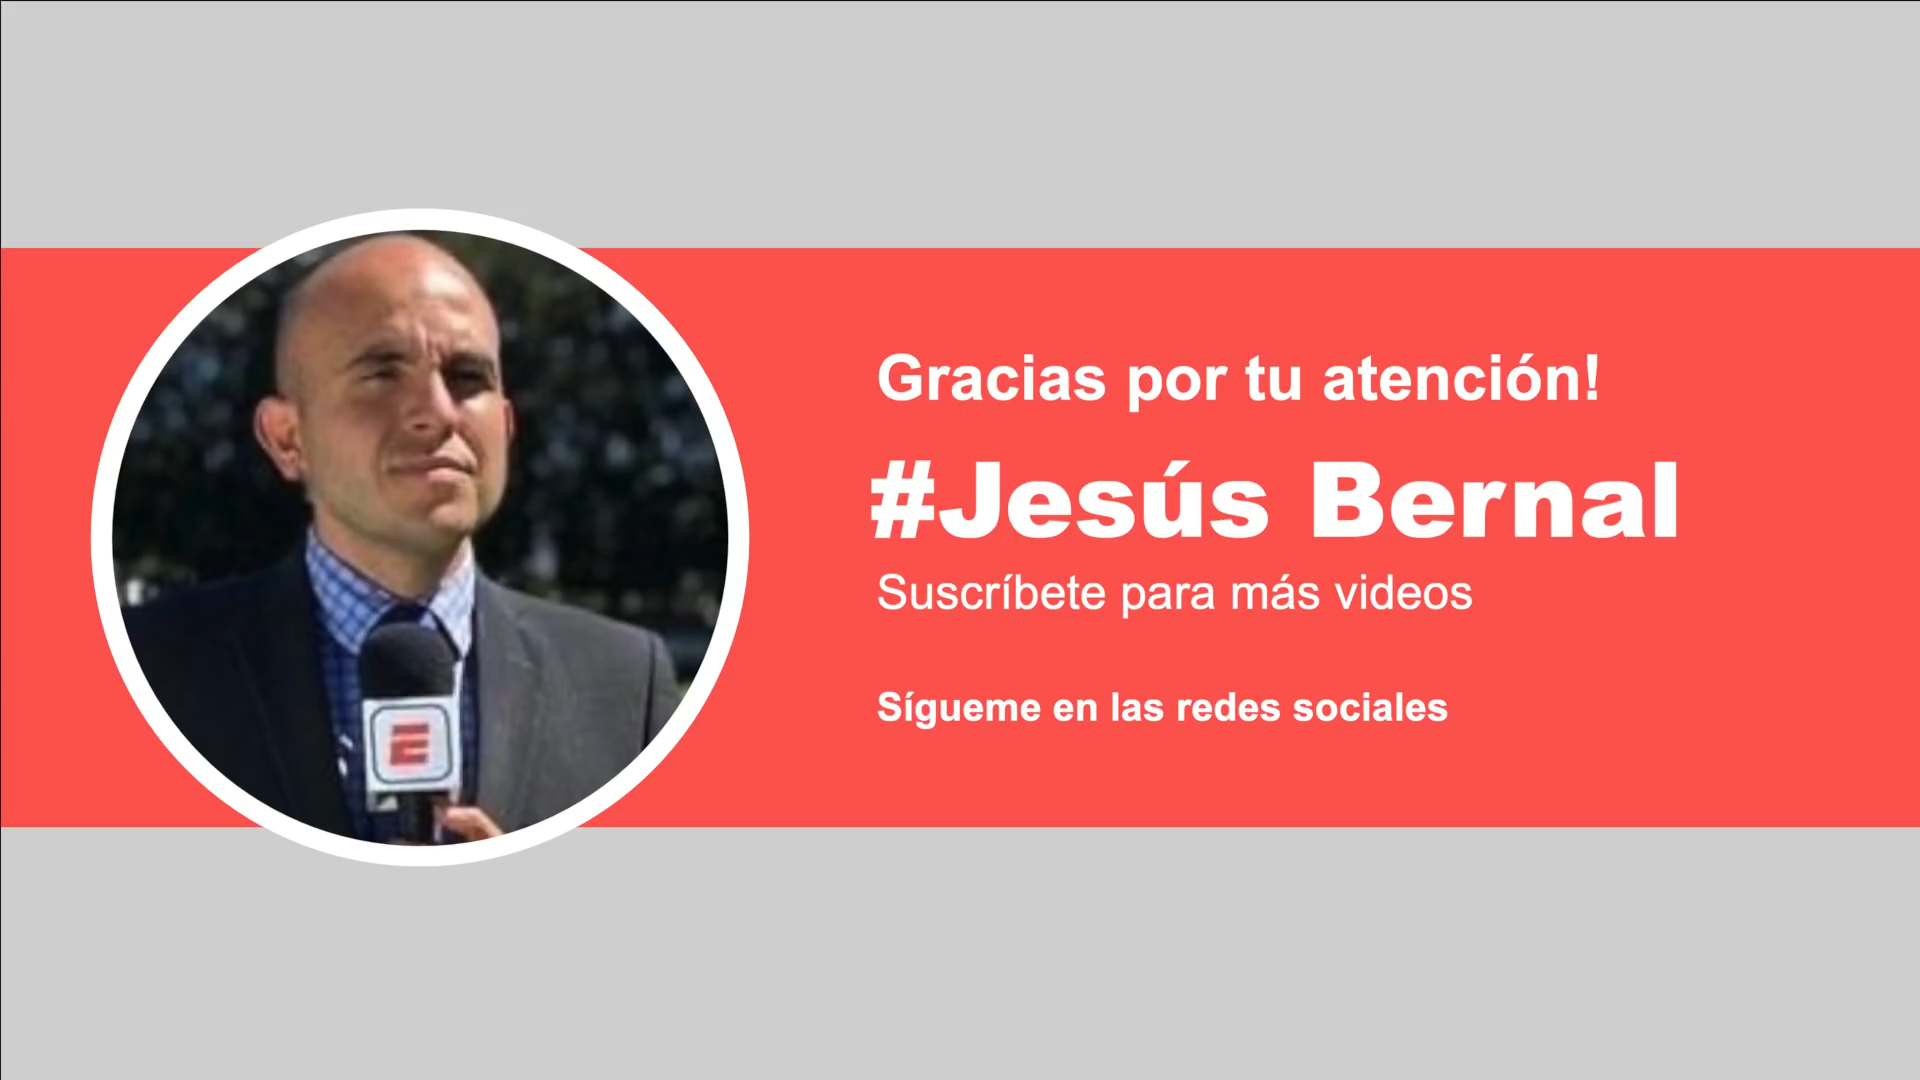 Gracias por tu atención!
#Jesús Bernal
Suscríbete para más videos
Sígueme en las redes sociales
E